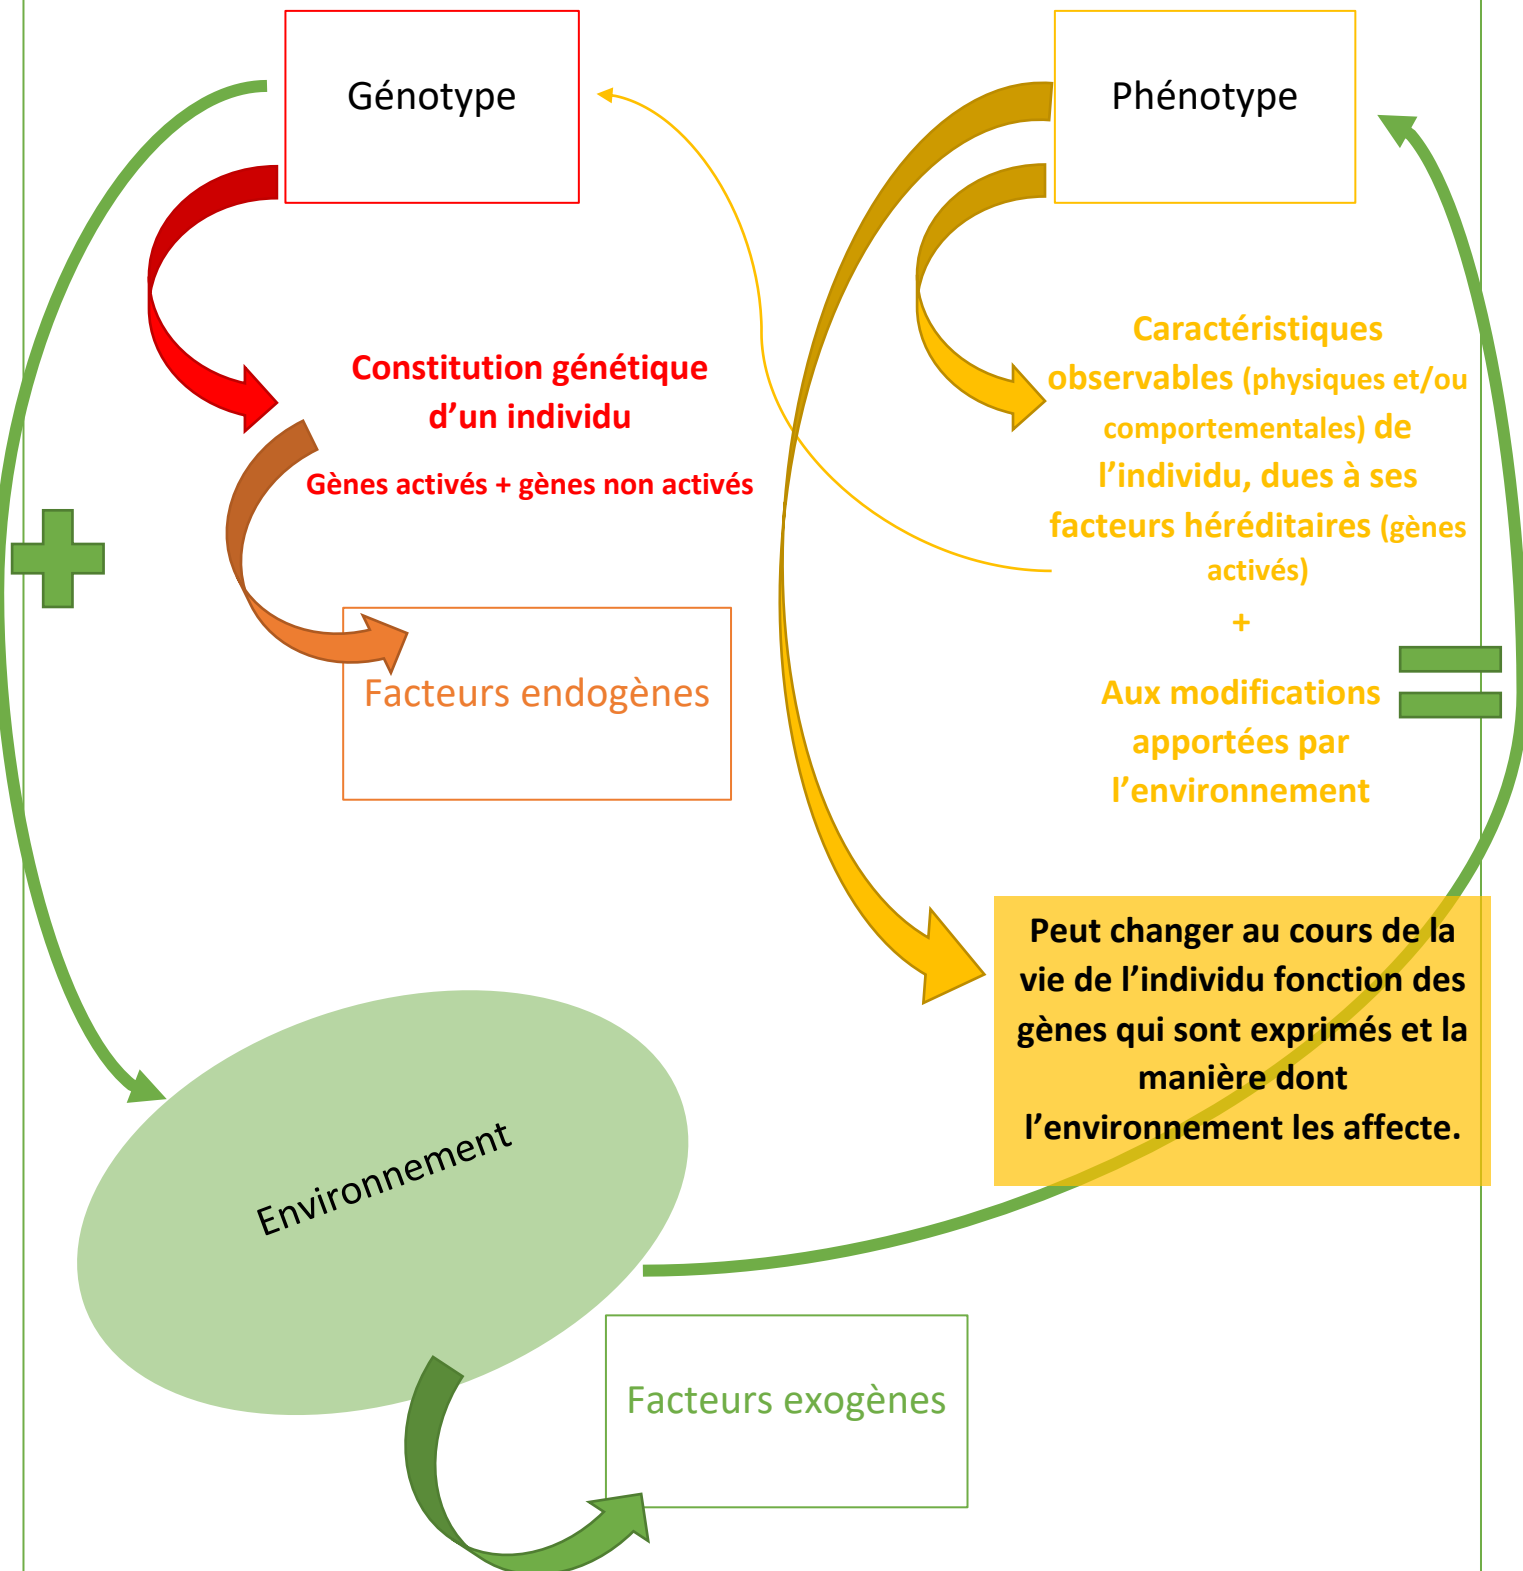 Génotype
Phénotype
Constitution génétique
d’un individu
Gènes activés + gènes non activés
Facteurs endogènes
Caractéristiques
observables (physiques et/ou
comportementales) de
l’individu, dues à ses
facteurs héréditaires (gènes
activés)
+
Aux modifications
apportées par
l’environnement
Peut changer au cours de la
vie de l’individu fonction des
gènes qui sont exprimés et la
manière dont
l’environnement les affecte.
Environnement
Facteurs exogènes